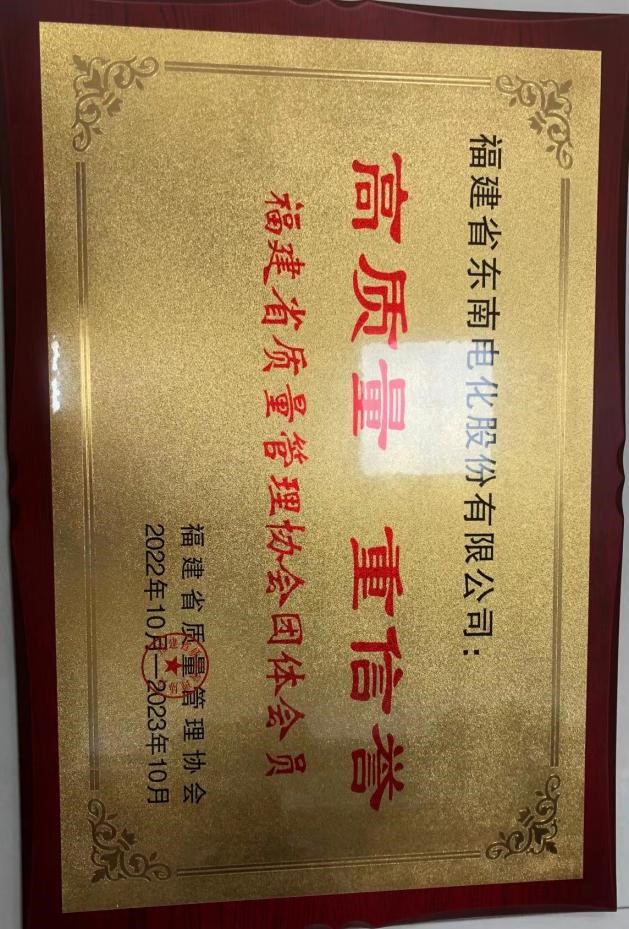 福建省东南电化股份有限公司：
高质量 重信誉
福建省质量管理协会团体会员
福建省质量管理协会
2022年10月—2023年10月